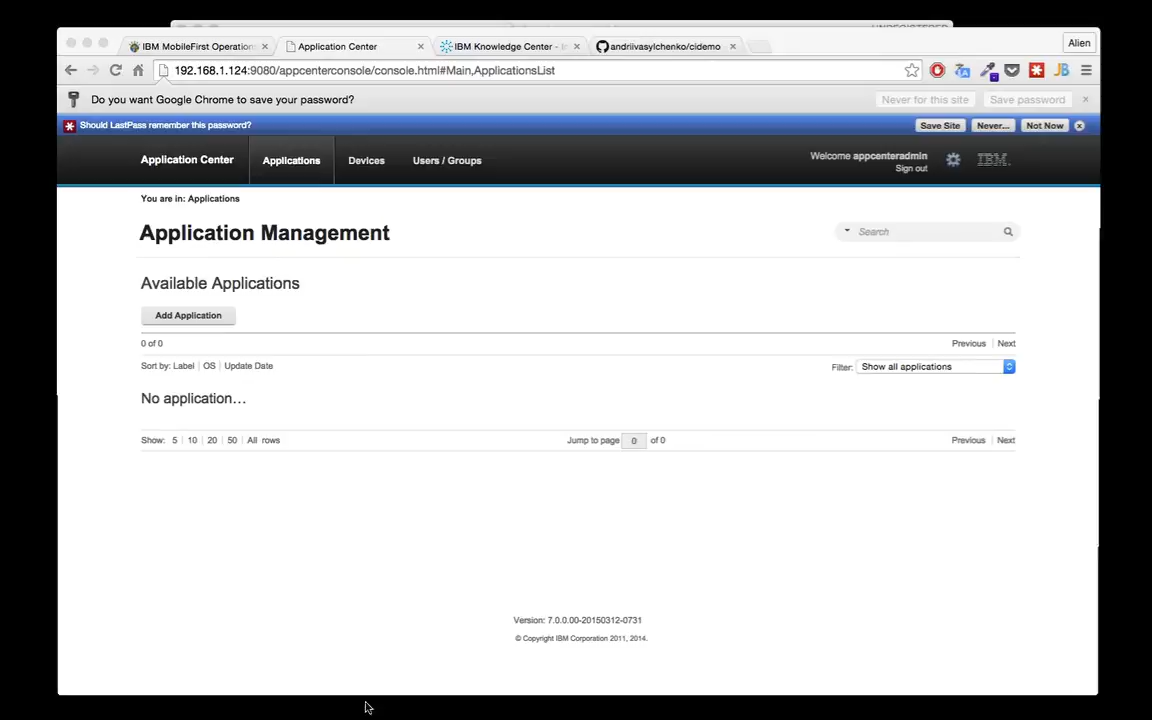 UNREGISTERED
IBM MobileFirst Operation
Application Center
IBM Knowledge Center -
andriivasylchenko/cidemo
Alien
192.168.1.124:9080/appcenterconsole/console.html#Main,ApplicationsList
Do you want Google Chrome to save your password?
Never for this site
Save password
Should LastPass remember this password?
Save Site
Never...
Not Now
Application Center
Applications
Devices
Users / Groups
Welcome appcenteradmin
Sign out
IBM.
You are in: Applications
Application Management
Search
Available Applications
Add Application
0 of 0
Previous
Next
Sort by: Label | OS | Update Date
Filter:
Show all applications
No application...
Show: 5 | 10 | 20 | 50 | All rows
Jump to page 0 of 0
Previous | Next
Version: 7.0.0.00-20150312-0731
© Copyright IBM Corporation 2011, 2014.